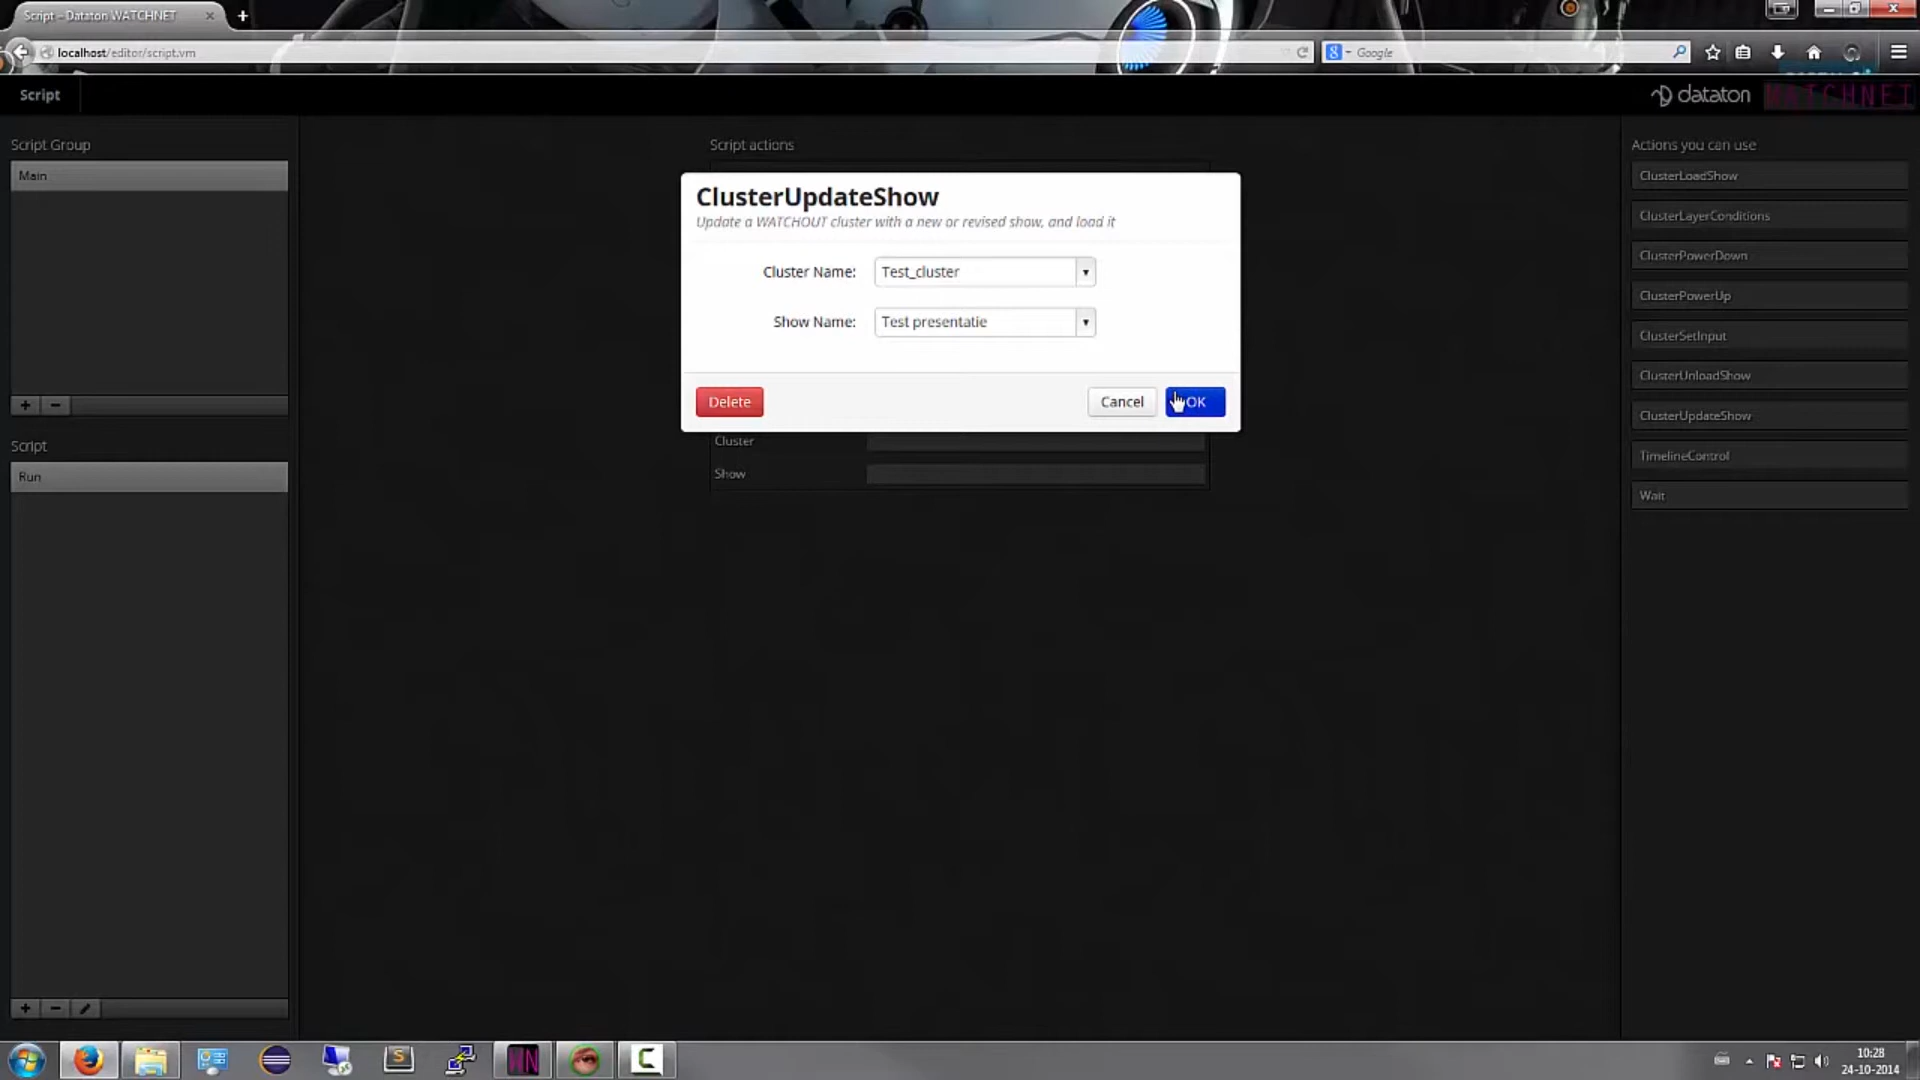 Script - Dataton WATCHNET
localhost/editor/script.vm
Google
Script
dataton WATCHNET
Script Group
Main
Script
Run
Script actions
ClusterUpdateShow
Update a WATCHOUT cluster with a new or revised show, and load it
Cluster Name: Test_cluster
Show Name: Test presentatie
Delete
Cancel
OK
Cluster
Show
Actions you can use
ClusterLoadShow
ClusterLayerConditions
ClusterPowerDown
ClusterPowerUp
ClusterSetInput
ClusterUnloadShow
ClusterUpdateShow
TimelineControl
Wait
10:28
24-10-2014